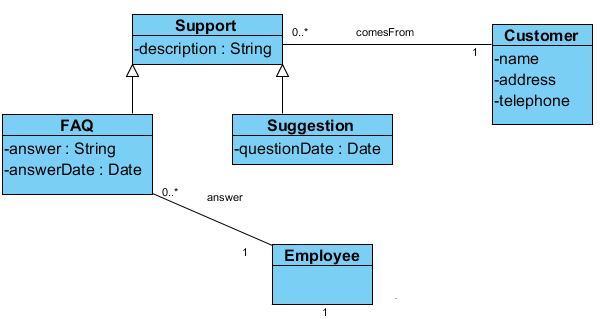 Support
-description : String
0..*
comesFrom
1
Customer
-name
-address
-telephone
FAQ
-answer : String
-answerDate : Date
Suggestion
-questionDate : Date
0..*
answer
1
Employee
1